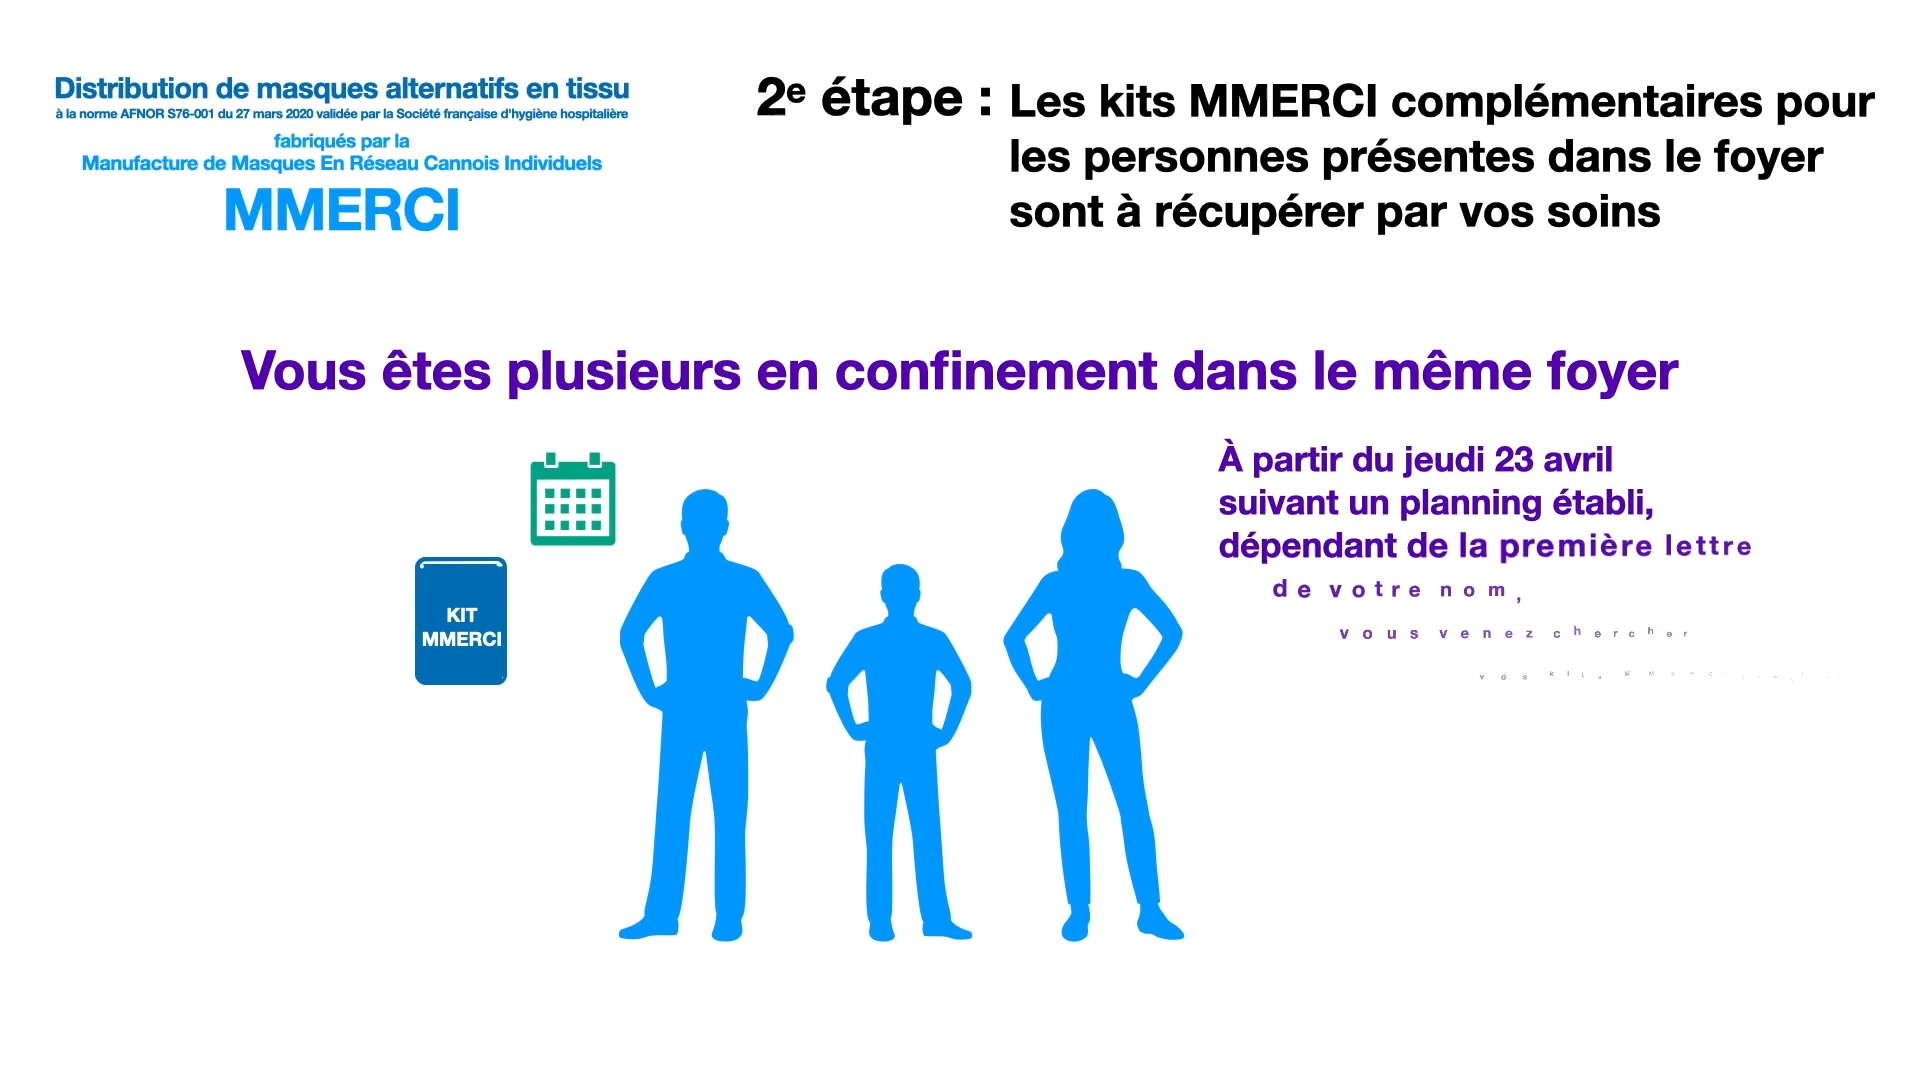 Distribution de masques alternatifs en tissu
à la norme AFNOR S76-001 du 27 mars 2020 validée par la Société française d'hygiène hospitalière
fabriqués par la
Manufacture de Masques En Réseau Cannois Individuels
MMERCI
2e étape : Les kits MMERCI complémentaires pour
les personnes présentes dans le foyer
sont à récupérer par vos soins
Vous êtes plusieurs en confinement dans le même foyer
À partir du jeudi 23 avril
suivant un planning établi,
dépendant de la première lettre
de votre nom,
vous venez chercher
vos kits MMERCI
KIT
MMERCI